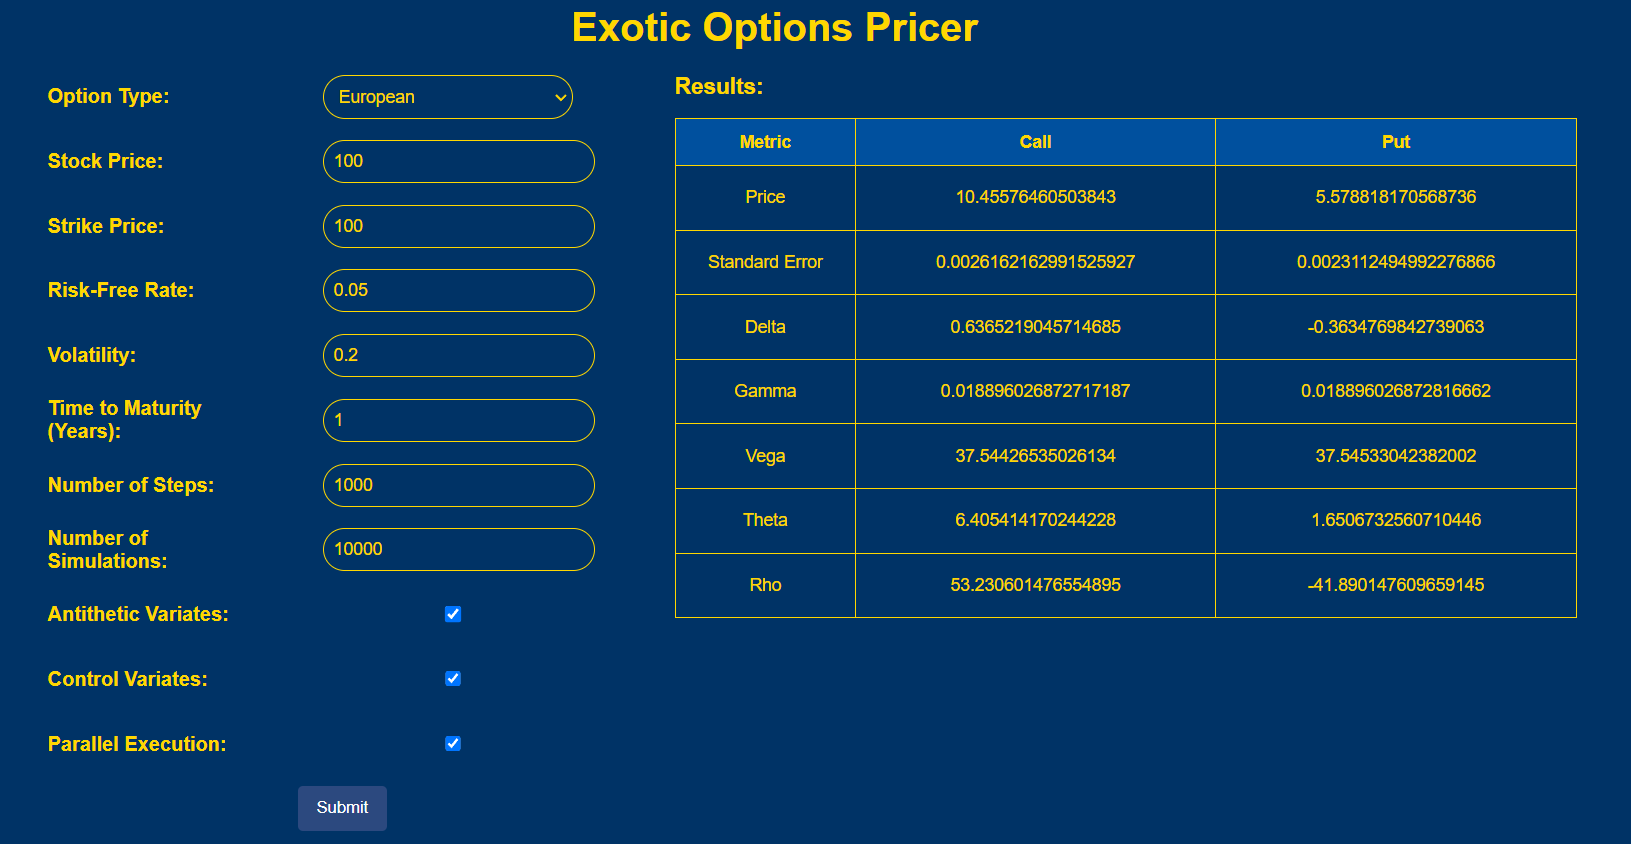 Exotic Options Pricer
Option Type:
European
Stock Price:
100
Strike Price:
100
Risk-Free Rate:
0.05
Volatility:
0.2
Time to Maturity
(Years):
1
Number of Steps:
1000
Number of
Simulations:
10000
Antithetic Variates:
Control Variates:
Parallel Execution:
Submit
Results:
Metric Call Put
Price 10.45576460503843 5.578818170568736
Standard Error 0.0026162162991525927 0.0023112494992276866
Delta 0.6365219045714685 -0.3634769842739063
Gamma 0.018896026872717187 0.018896026872816662
Vega 37.54426535026134 37.54533042382002
Theta 6.405414170244228 1.6506732560710446
Rho 53.230601476554895 -41.890147609659145